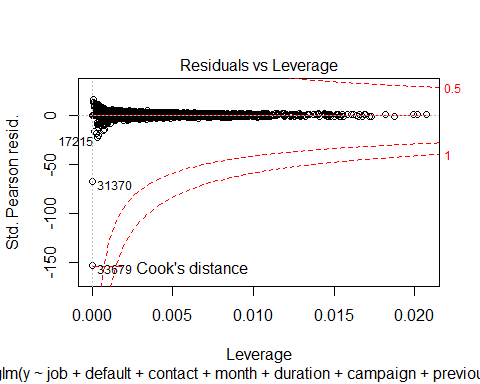 Residuals vs Leverage
Std. Pearson resid.
0
-50
-100
-150
0.5
1
17215
31370
33679
Cook's distance
0.000
0.005
0.010
0.015
0.020
Leverage
glm(y ~ job + default + contact + month + duration + campaign + previou